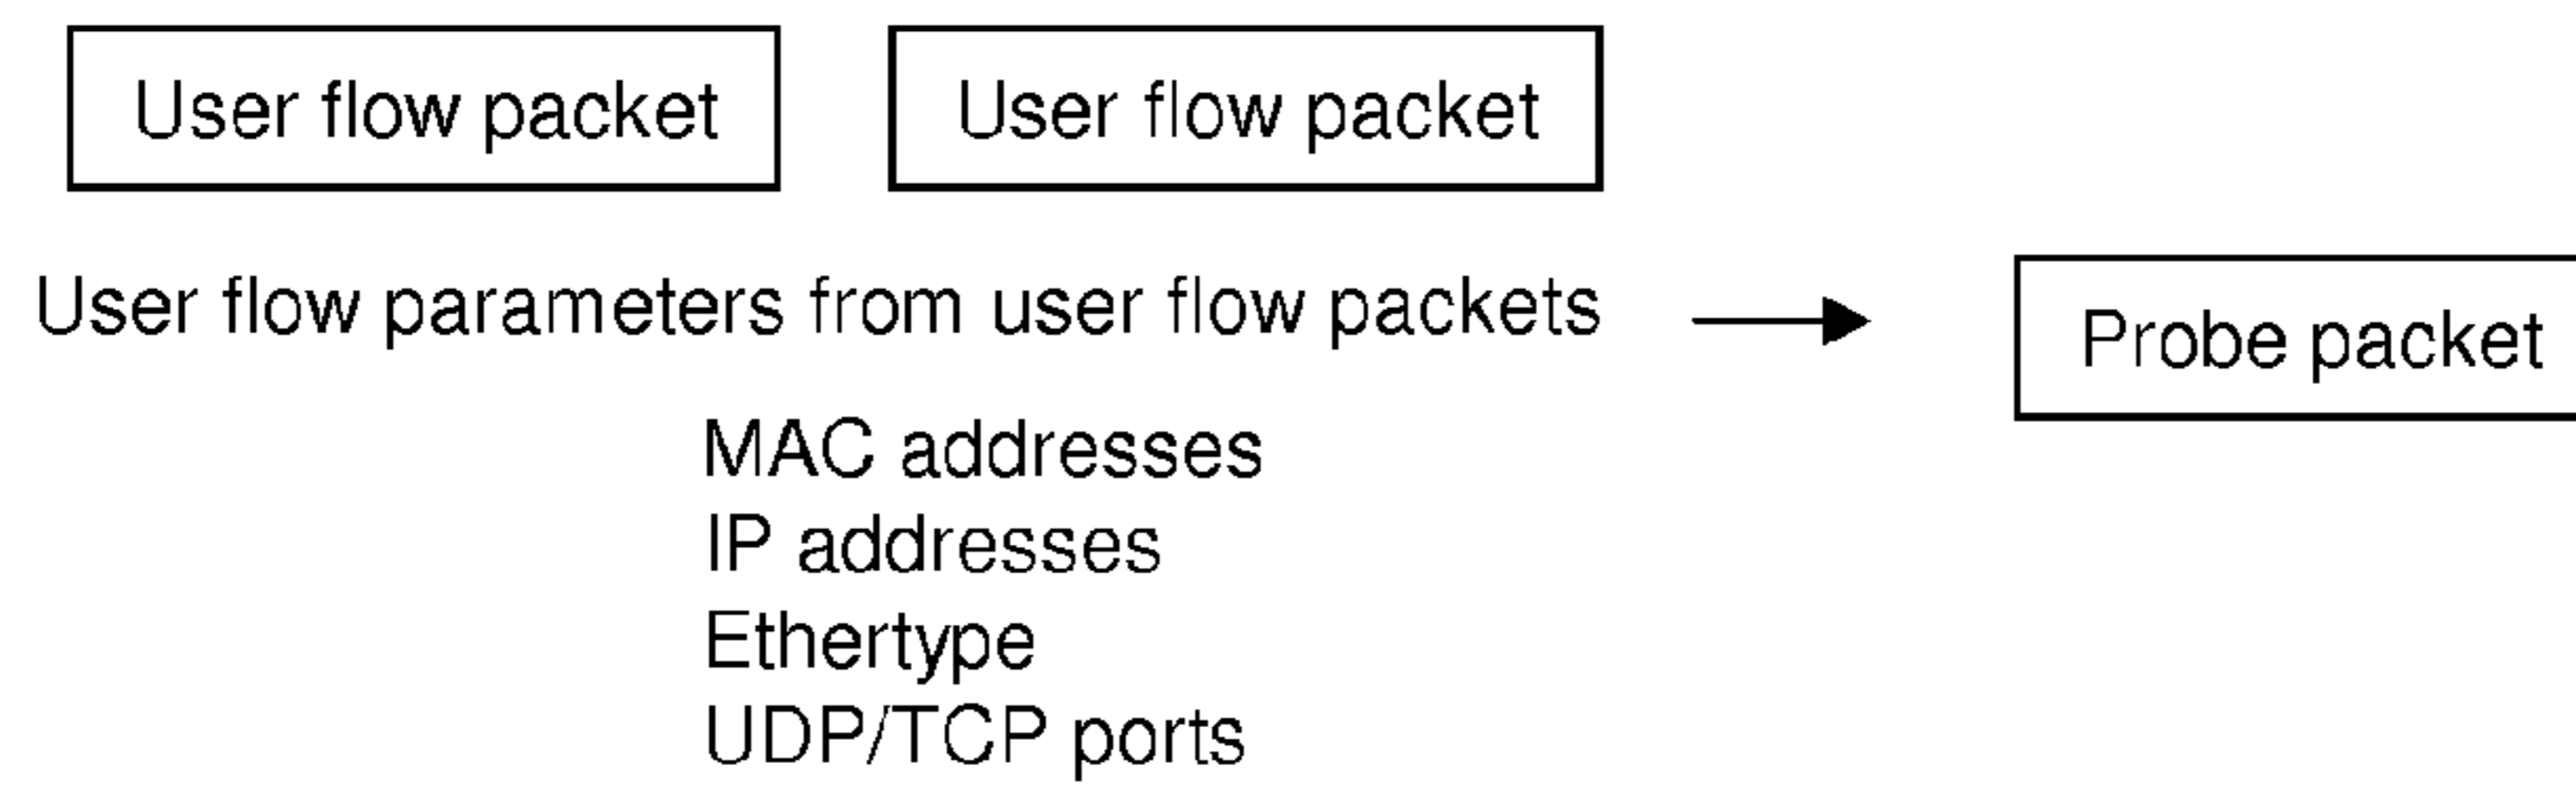 User flow packet
User flow packet
User flow parameters from user flow packets
Probe packet
MAC addresses
IP addresses
Ethertype
UDP/TCP ports